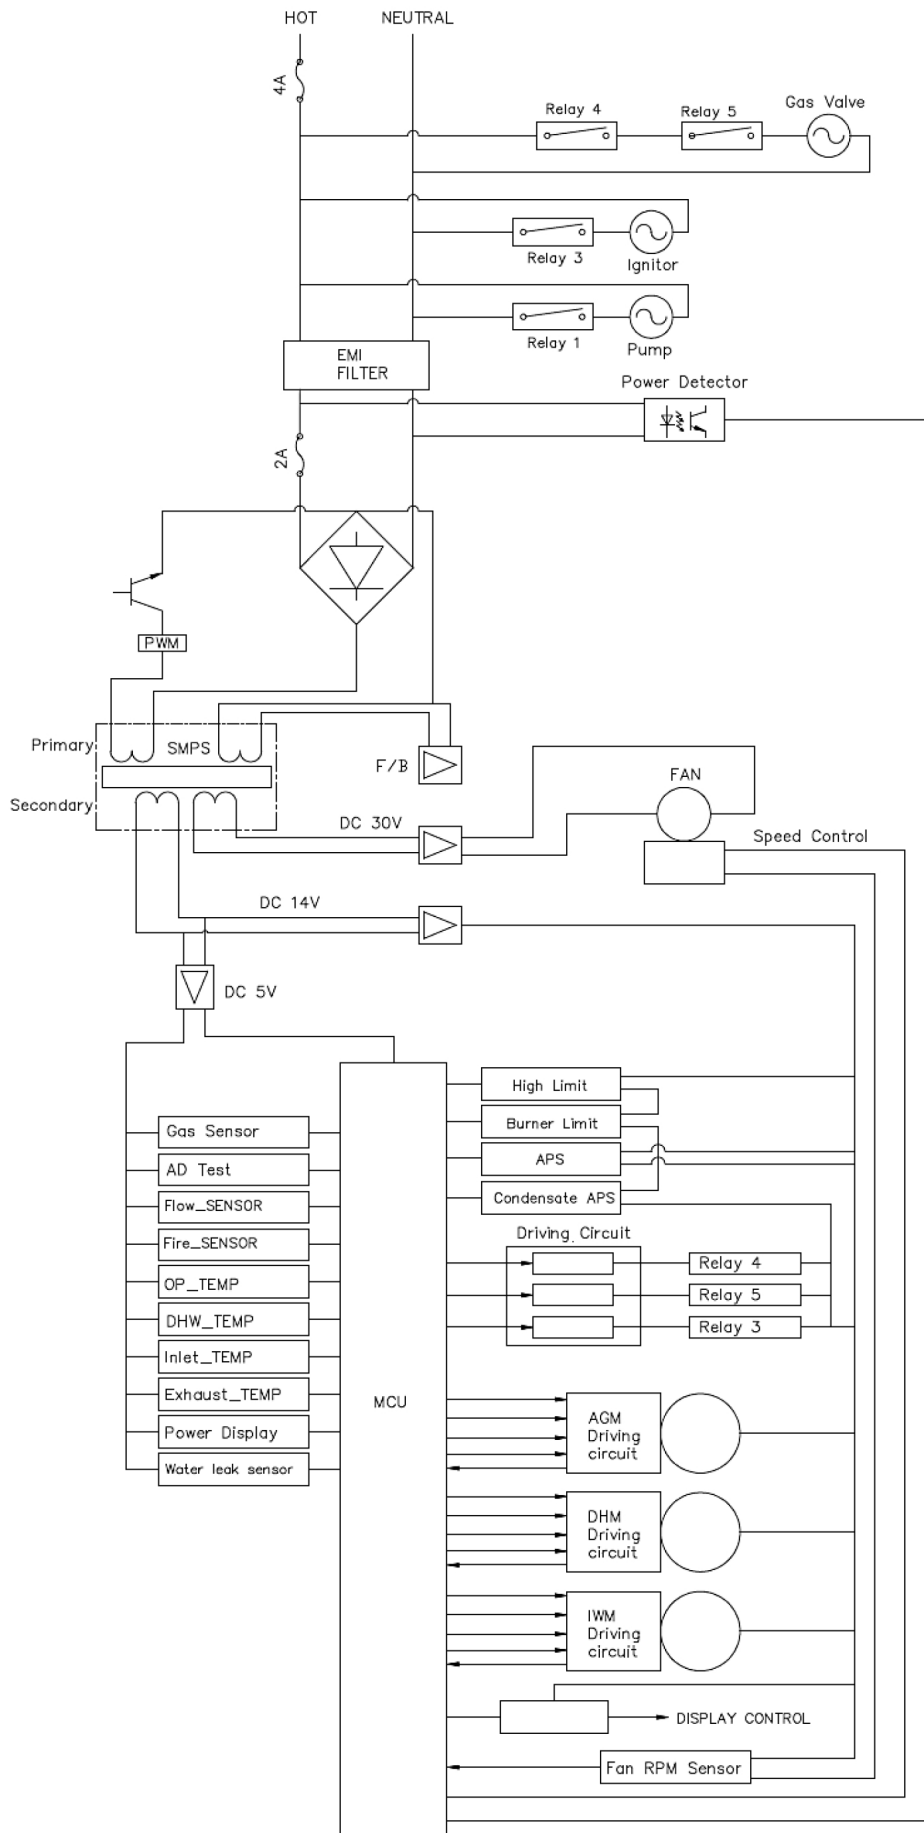 HOT
NEUTRAL
4A
Relay 4
Relay 5
Gas Valve
Relay 3
Ignitor
Relay 1
Pump
EMI
FILTER
Power Detector
2A
PWM
Primary
SMPS
F/B
Secondary
DC 30V
FAN
Speed Control
DC 14V
DC 5V
High Limit
Burner Limit
APS
Condensate APS
Gas Sensor
AD Test
Flow_SENSOR
Fire_SENSOR
OP_TEMP
DHW_TEMP
Inlet_TEMP
Exhaust_TEMP
Power Display
Water leak sensor
MCU
Driving Circuit
Relay 4
Relay 5
Relay 3
AGM
Driving
circuit
DHM
Driving
circuit
IWM
Driving
circuit
DISPLAY CONTROL
Fan RPM Sensor